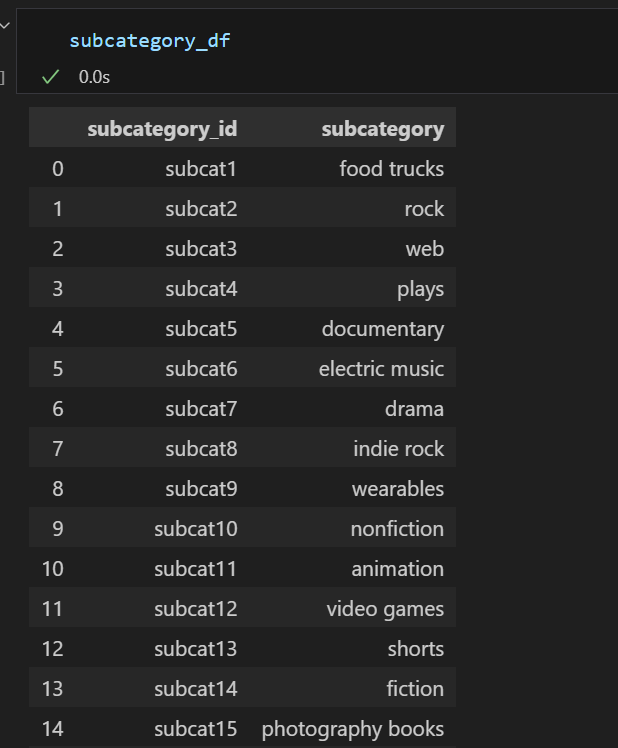 subcategory_df
] 0.0s
subcategory_id subcategory
0 subcat1 food trucks
1 subcat2 rock
2 subcat3 web
3 subcat4 plays
4 subcat5 documentary
5 subcat6 electric music
6 subcat7 drama
7 subcat8 indie rock
8 subcat9 wearables
9 subcat10 nonfiction
10 subcat11 animation
11 subcat12 video games
12 subcat13 shorts
13 subcat14 fiction
14 subcat15 photography books